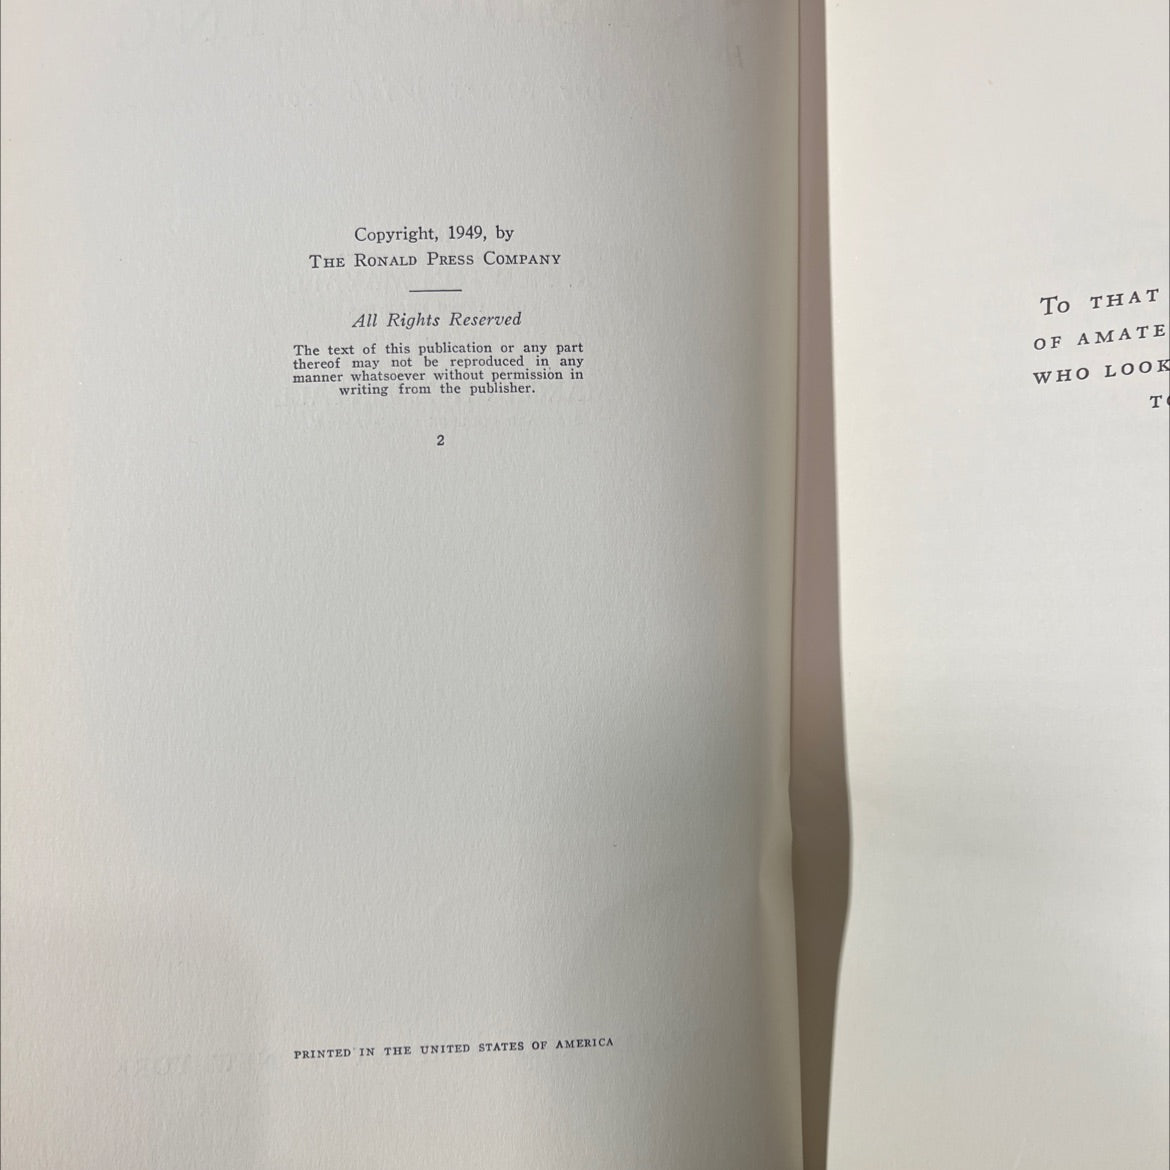 Copyright, 1949, by
THE RONALD PRESS COMPANY
All Rights Reserved
The text of this publication or any part
thereof may not be reproduced in any
manner whatsoever without permission in
writing from the publisher.
2
PRINTED IN THE UNITED STATES OF AMERICA
To THAT
OF AMATE
WHO LOOK